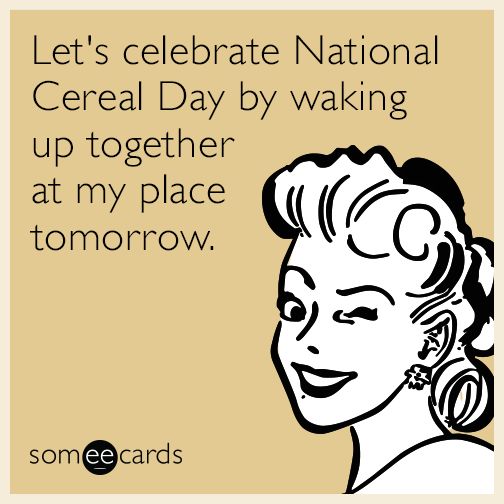 Let's celebrate National
Cereal Day by waking
up together
at my place
tomorrow.
someecards